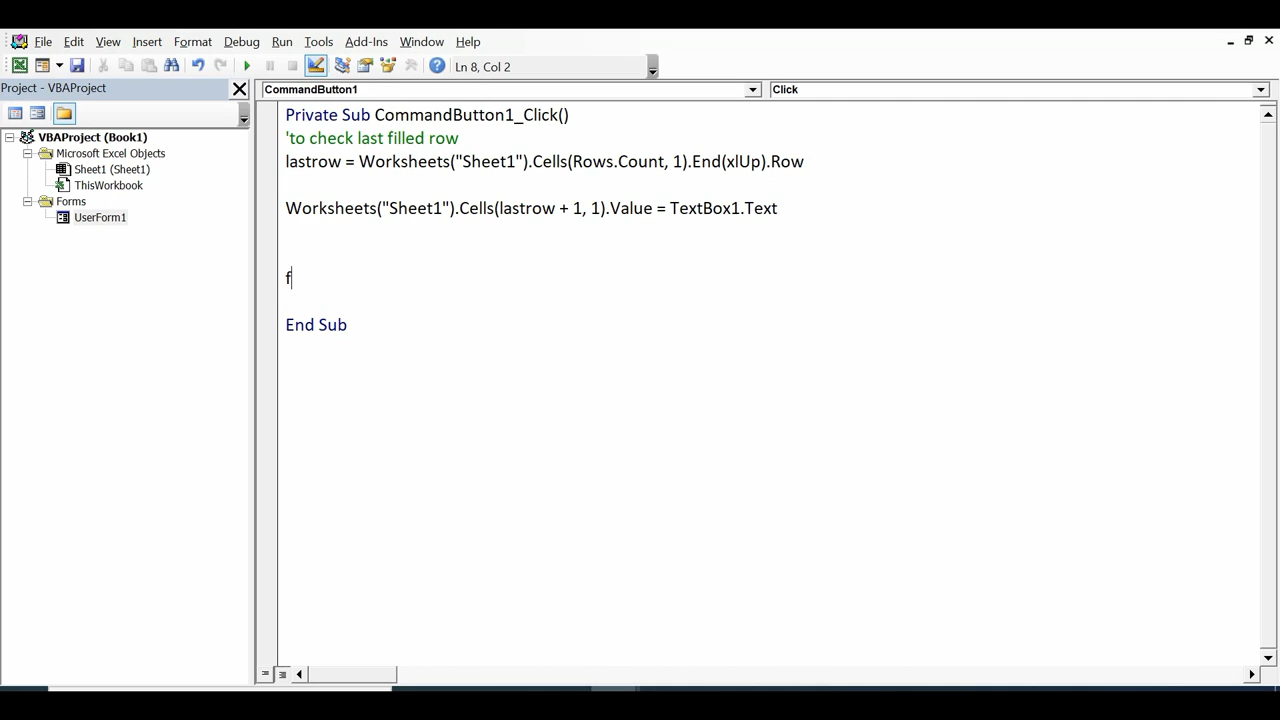 File Edit View Insert Format Debug Run Tools Add-Ins Window Help
Ln 8, Col 2
Project - VBAProject
VBAProject (Book1)
Microsoft Excel Objects
Sheet1 (Sheet1)
ThisWorkbook
Forms
UserForm1
CommandButton1 Click
Private Sub CommandButton1_Click()
'to check last filled row
lastrow = Worksheets("Sheet1").Cells(Rows.Count, 1).End(xlUp).Row
Worksheets("Sheet1").Cells(lastrow + 1, 1).Value = TextBox1.Text
f
End Sub